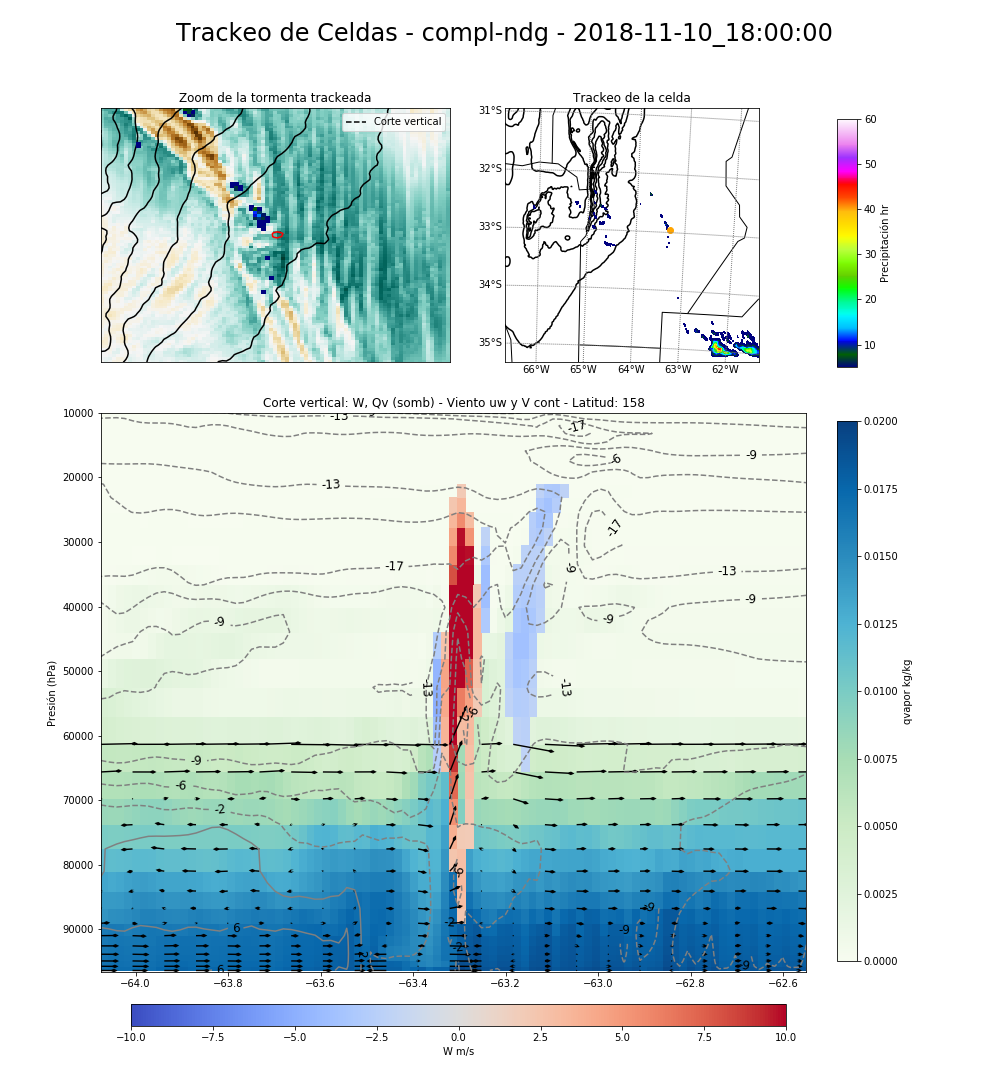 Trackeo de Celdas - compl-ndg - 2018-11-10_18:00:00
Zoom de la tormenta trackeada
Corte vertical
Trackeo de la celda
31°S
32°S
33°S
34°S
35°S
66°W 65°W 64°W 63°W 62°W
60
50
40
30
20
10
Precipitación hr
Corte vertical: W, Qv (somb) - Viento uw y V cont - Latitud: 158
10000
20000
30000
40000
50000
60000
70000
80000
90000
Presión (hPa)
-13
-17
-9
-6
-13
-17
-17
-13
-9
-9
-9
-9
-13
-13
-9
-6
-2
6
-9
-9
-2
-2
-9
−64.0 −63.8 −63.6 −63.4 −63.2 −63.0 −62.8 −62.6
0.0200
0.0175
0.0150
0.0125
0.0100
0.0075
0.0050
0.0025
0.0000
qvapor kg/kg
−10.0 −7.5 −5.0 −2.5 0.0 2.5 5.0 7.5 10.0
W m/s